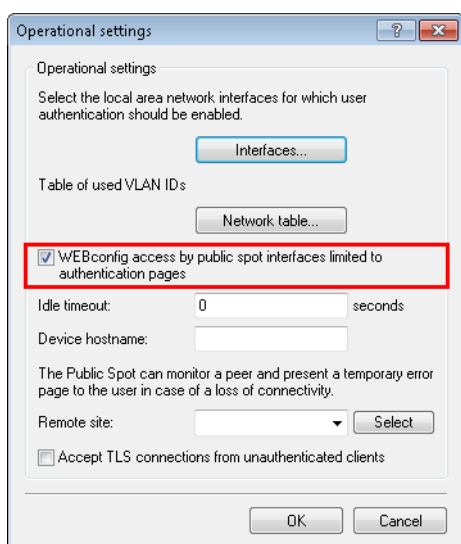 Operational settings
Operational settings
Select the local area network interfaces for which user
authentication should be enabled.
Interfaces...
Table of used VLAN IDs
Network table...
WEBconfig access by public spot interfaces limited to
authentication pages
Idle timeout: 0 seconds
Device hostname:
The Public Spot can monitor a peer and present a temporary error
page to the user in case of a loss of connectivity.
Remote site: Select
Accept TLS connections from unauthenticated clients
OK Cancel